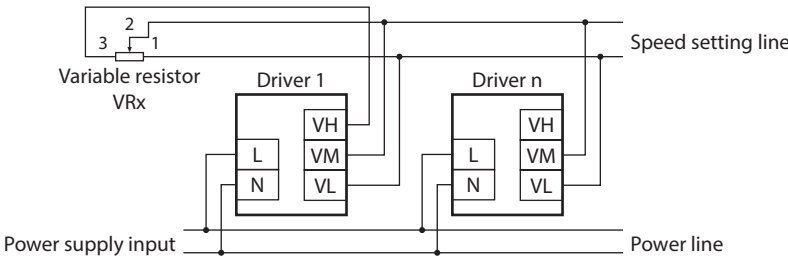 2
3 1
Speed setting line
Variable resistor
VRx
Driver 1
Driver n
VH
VH
L
VM
L
VM
N
VL
N
VL
Power supply input
Power line